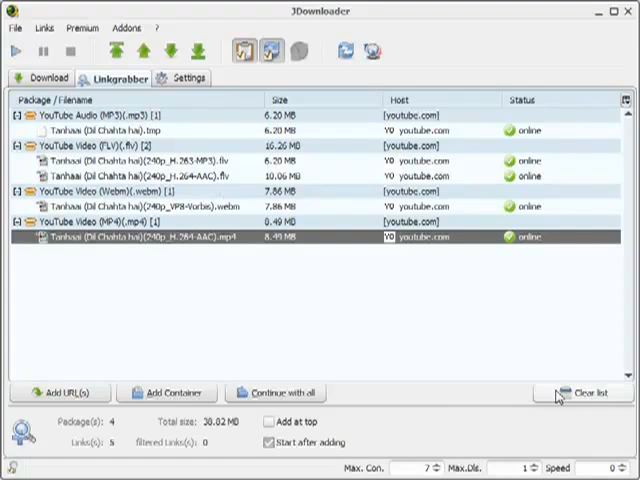 JDownloader
File Links Premium Addons ?
Download Linkgrabber Settings
Package / Filename Size Host Status
YouTube Audio (MP3)(.mp3) [1] 6.20 MB [youtube.com]
Tanhaai (Dil Chahta hai).tmp 6.20 MB YO youtube.com online
YouTube Video (FLV)(.flv) [2] 16.26 MB [youtube.com]
Tanhaai (Dil Chahta hai)(240p_H.263-MP3).flv 6.20 MB YO youtube.com online
Tanhaai (Dil Chahta hai)(240p_H.264-AAC).flv 10.06 MB YO youtube.com online
YouTube Video (Webm)(.webm) [1] 7.86 MB [youtube.com]
Tanhaai (Dil Chahta hai)(240p_VP8-Vorbis).webm 7.86 MB YO youtube.com online
YouTube Video (MP4)(.mp4) [1] 8.49 MB [youtube.com]
Tanhaai (Dil Chahta hai)(240p_H.264-AAC).mp4 8.49 MB YO youtube.com online
Add URL(s) Add Container Continue with all Clear list
Package(s): 4 Total size: 38.82 MB Add at top
Links(s): 5 filtered Links(s): 0 Start after adding
Max. Con. 7 Max.Dls. 1 Speed 0